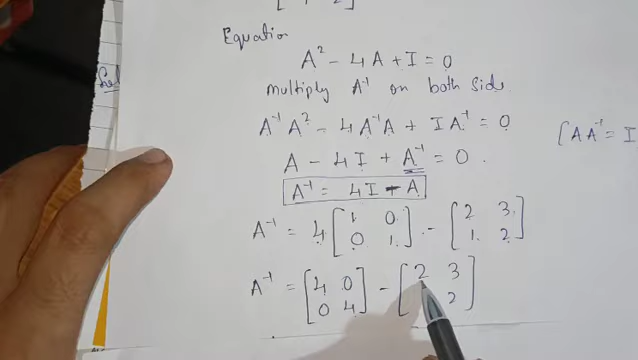 [1 2]
Equation
A² - 4A + I = 0
Multiply A⁻¹ on both side
A⁻¹A² - 4A⁻¹A + IA⁻¹ = 0
[AA⁻¹ = I
A - 4I + A⁻¹ = 0.
A⁻¹ = 4I - A
A⁻¹ = 4 [1 0 0 1] - [2 3 1 2]
A⁻¹ = [4 0 0 4] - [2 3 2]